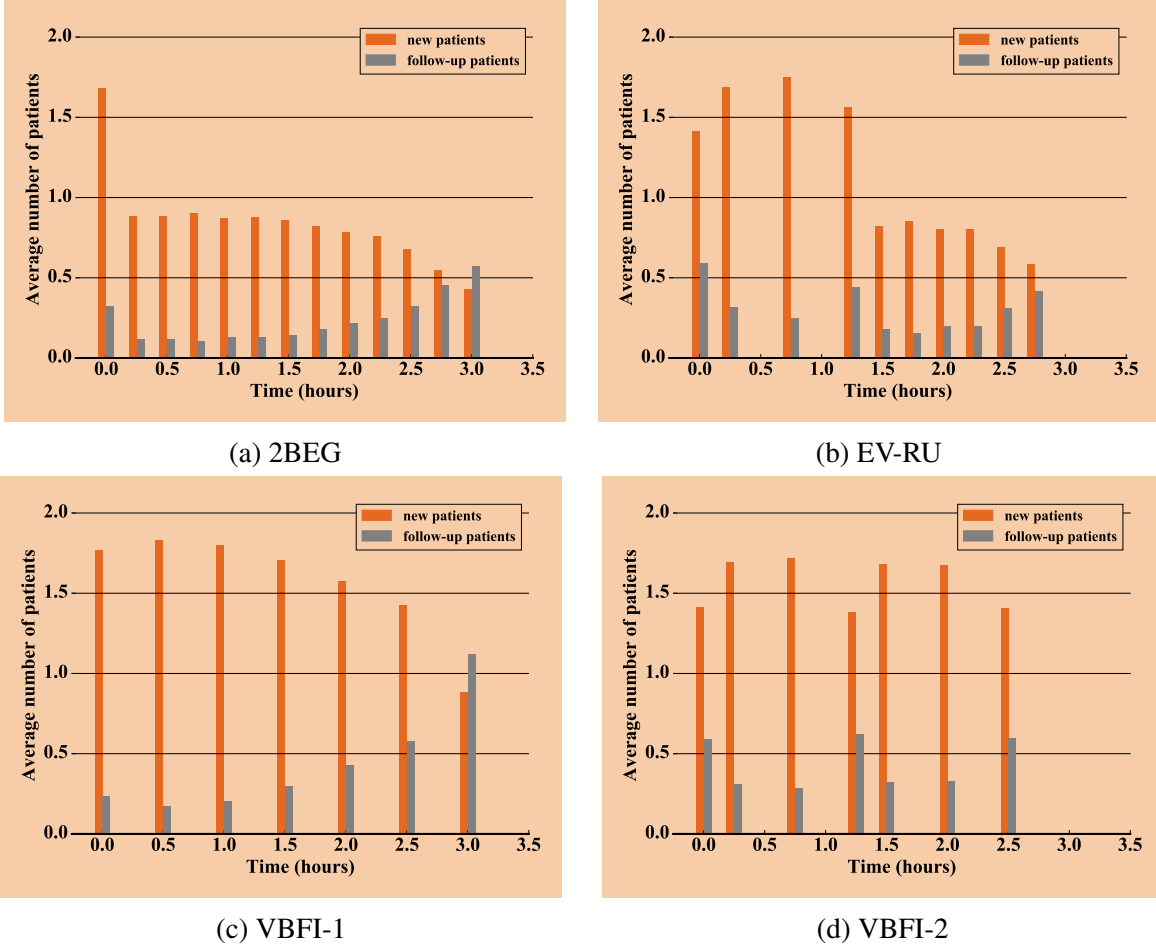 2.0
new patients
follow-up patients
1.5
1.0
0.5
0.0
Average number of patients
0.0 0.5 1.0 1.5 2.0 2.5 3.0 3.5
Time (hours)
(a) 2BEG
2.0
new patients
follow-up patients
1.5
1.0
0.5
0.0
Average number of patients
0.0 0.5 1.0 1.5 2.0 2.5 3.0 3.5
Time (hours)
(b) EV-RU
2.0
new patients
follow-up patients
1.5
1.0
0.5
0.0
Average number of patients
0.0 0.5 1.0 1.5 2.0 2.5 3.0 3.5
Time (hours)
(c) VBFI-1
2.0
new patients
follow-up patients
1.5
1.0
0.5
0.0
Average number of patients
0.0 0.5 1.0 1.5 2.0 2.5 3.0 3.5
Time (hours)
(d) VBFI-2